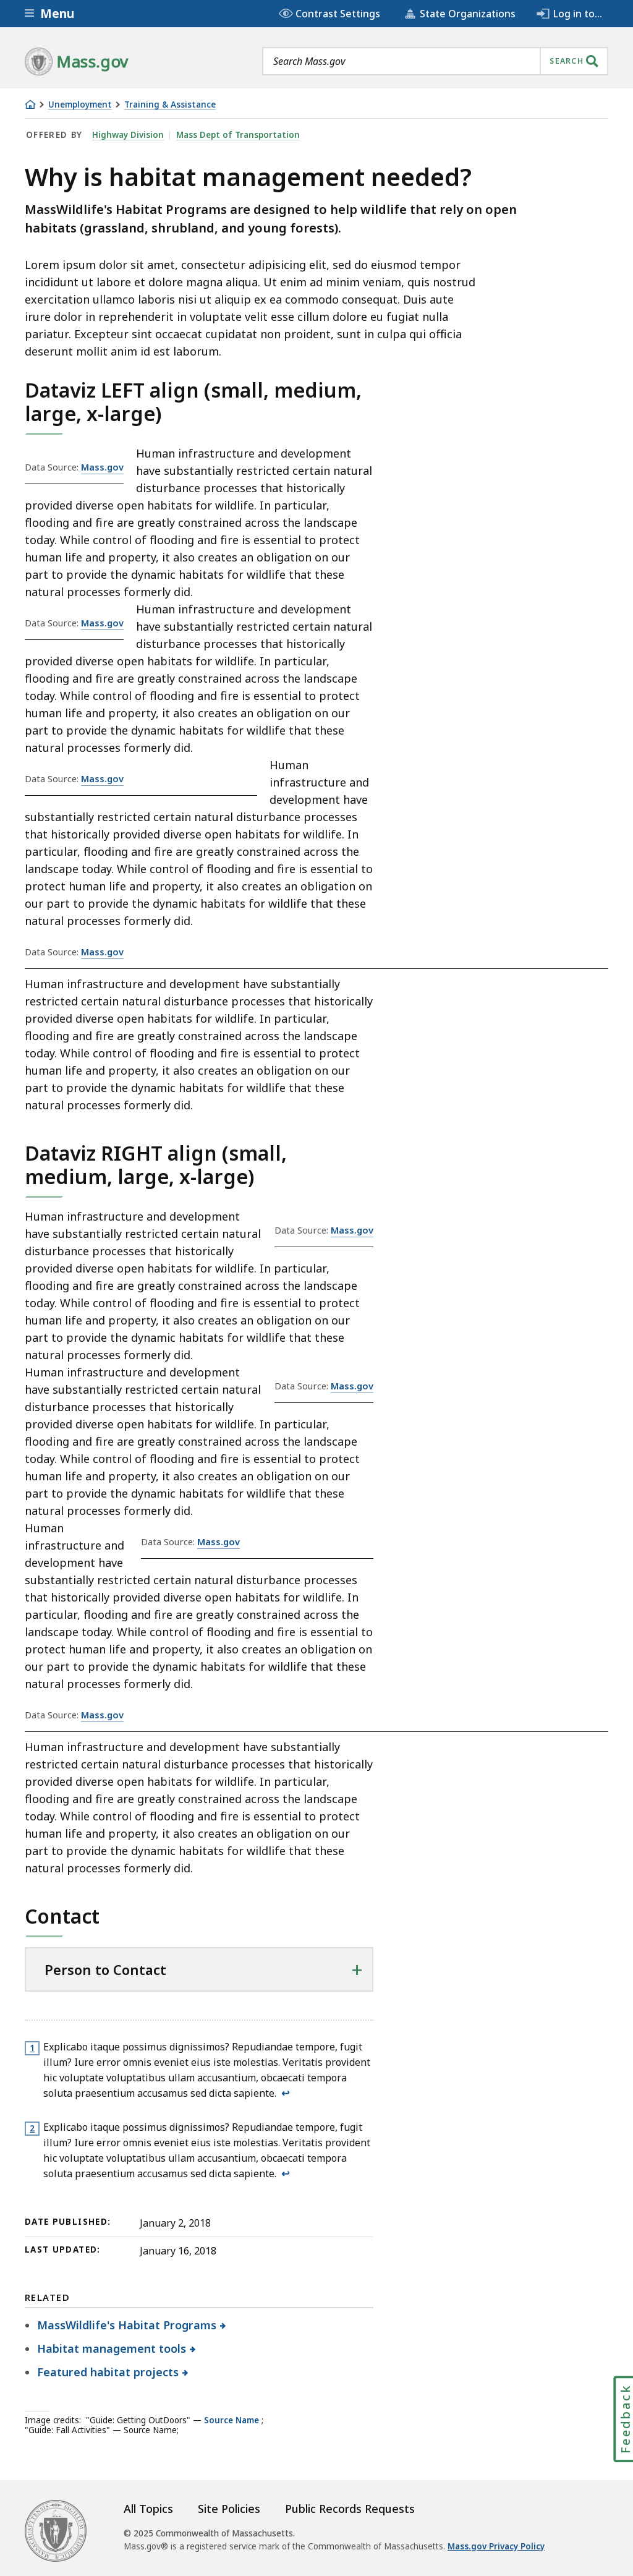 Menu
Contrast Settings
State Organizations
Log in to...
Mass.gov
Search Mass.gov
SEARCH
Unemployment
Training & Assistance
OFFERED BY Highway Division Mass Dept of Transportation
Why is habitat management needed?
MassWildlife's Habitat Programs are designed to help wildlife that rely on open
habitats (grassland, shrubland, and young forests).
Lorem ipsum dolor sit amet, consectetur adipisicing elit, sed do eiusmod tempor
incididunt ut labore et dolore magna aliqua. Ut enim ad minim veniam, quis nostrud
exercitation ullamco laboris nisi ut aliquip ex ea commodo consequat. Duis aute
irure dolor in reprehenderit in voluptate velit esse cillum dolore eu fugiat nulla
pariatur. Excepteur sint occaecat cupidatat non proident, sunt in culpa qui officia
deserunt mollit anim id est laborum.
Dataviz LEFT align (small, medium,
large, x-large)
Data Source: Mass.gov
Human infrastructure and development
have substantially restricted certain natural
disturbance processes that historically
provided diverse open habitats for wildlife. In particular,
flooding and fire are greatly constrained across the landscape
today. While control of flooding and fire is essential to protect
human life and property, it also creates an obligation on our
part to provide the dynamic habitats for wildlife that these
natural processes formerly did.
Data Source: Mass.gov
Human infrastructure and development
have substantially restricted certain natural
disturbance processes that historically
provided diverse open habitats for wildlife. In particular,
flooding and fire are greatly constrained across the landscape
today. While control of flooding and fire is essential to protect
human life and property, it also creates an obligation on our
part to provide the dynamic habitats for wildlife that these
natural processes formerly did.
Data Source: Mass.gov
Human
infrastructure and
development have
substantially restricted certain natural disturbance processes
that historically provided diverse open habitats for wildlife. In
particular, flooding and fire are greatly constrained across the
landscape today. While control of flooding and fire is essential to
protect human life and property, it also creates an obligation on
our part to provide the dynamic habitats for wildlife that these
natural processes formerly did.
Data Source: Mass.gov
Human infrastructure and development have substantially
restricted certain natural disturbance processes that historically
provided diverse open habitats for wildlife. In particular,
flooding and fire are greatly constrained across the landscape
today. While control of flooding and fire is essential to protect
human life and property, it also creates an obligation on our
part to provide the dynamic habitats for wildlife that these
natural processes formerly did.
Dataviz RIGHT align (small,
medium, large, x-large)
Human infrastructure and development
have substantially restricted certain natural
disturbance processes that historically
Data Source: Mass.gov
provided diverse open habitats for wildlife. In particular,
flooding and fire are greatly constrained across the landscape
today. While control of flooding and fire is essential to protect
human life and property, it also creates an obligation on our
part to provide the dynamic habitats for wildlife that these
natural processes formerly did.
Human infrastructure and development
have substantially restricted certain natural
disturbance processes that historically
Data Source: Mass.gov
provided diverse open habitats for wildlife. In particular,
flooding and fire are greatly constrained across the landscape
today. While control of flooding and fire is essential to protect
human life and property, it also creates an obligation on our
part to provide the dynamic habitats for wildlife that these
natural processes formerly did.
Human
infrastructure and
development have
Data Source: Mass.gov
substantially restricted certain natural disturbance processes
that historically provided diverse open habitats for wildlife. In
particular, flooding and fire are greatly constrained across the
landscape today. While control of flooding and fire is essential to
protect human life and property, it also creates an obligation on
our part to provide the dynamic habitats for wildlife that these
natural processes formerly did.
Data Source: Mass.gov
Human infrastructure and development have substantially
restricted certain natural disturbance processes that historically
provided diverse open habitats for wildlife. In particular,
flooding and fire are greatly constrained across the landscape
today. While control of flooding and fire is essential to protect
human life and property, it also creates an obligation on our
part to provide the dynamic habitats for wildlife that these
natural processes formerly did.
Contact
Person to Contact +
1 Explicabo itaque possimus dignissimos? Repudiandae tempore, fugit
illum? Iure error omnis eveniet eius iste molestias. Veritatis provident
hic voluptate voluptatibus ullam accusantium, obcaecati tempora
soluta praesentium accusamus sed dicta sapiente. ↩
2 Explicabo itaque possimus dignissimos? Repudiandae tempore, fugit
illum? Iure error omnis eveniet eius iste molestias. Veritatis provident
hic voluptate voluptatibus ullam accusantium, obcaecati tempora
soluta praesentium accusamus sed dicta sapiente. ↩
DATE PUBLISHED: January 2, 2018
LAST UPDATED: January 16, 2018
RELATED
MassWildlife's Habitat Programs
Habitat management tools
Featured habitat projects
Image credits: "Guide: Getting OutDoors" — Source Name ;
"Guide: Fall Activities" — Source Name;
Feedback
All Topics
Site Policies
Public Records Requests
© 2025 Commonwealth of Massachusetts.
Mass.gov® is a registered service mark of the Commonwealth of Massachusetts. Mass.gov Privacy Policy